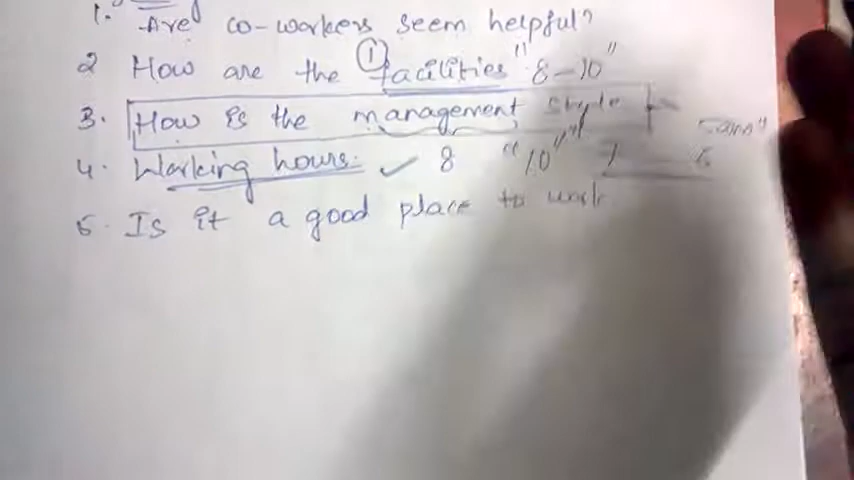 1. Are co-workers seem helpful?
2 How are the ① facilities "8-10"
3. How is the management style
4. Working hours. ✓ 8 "10"
5. Is it a good place to work